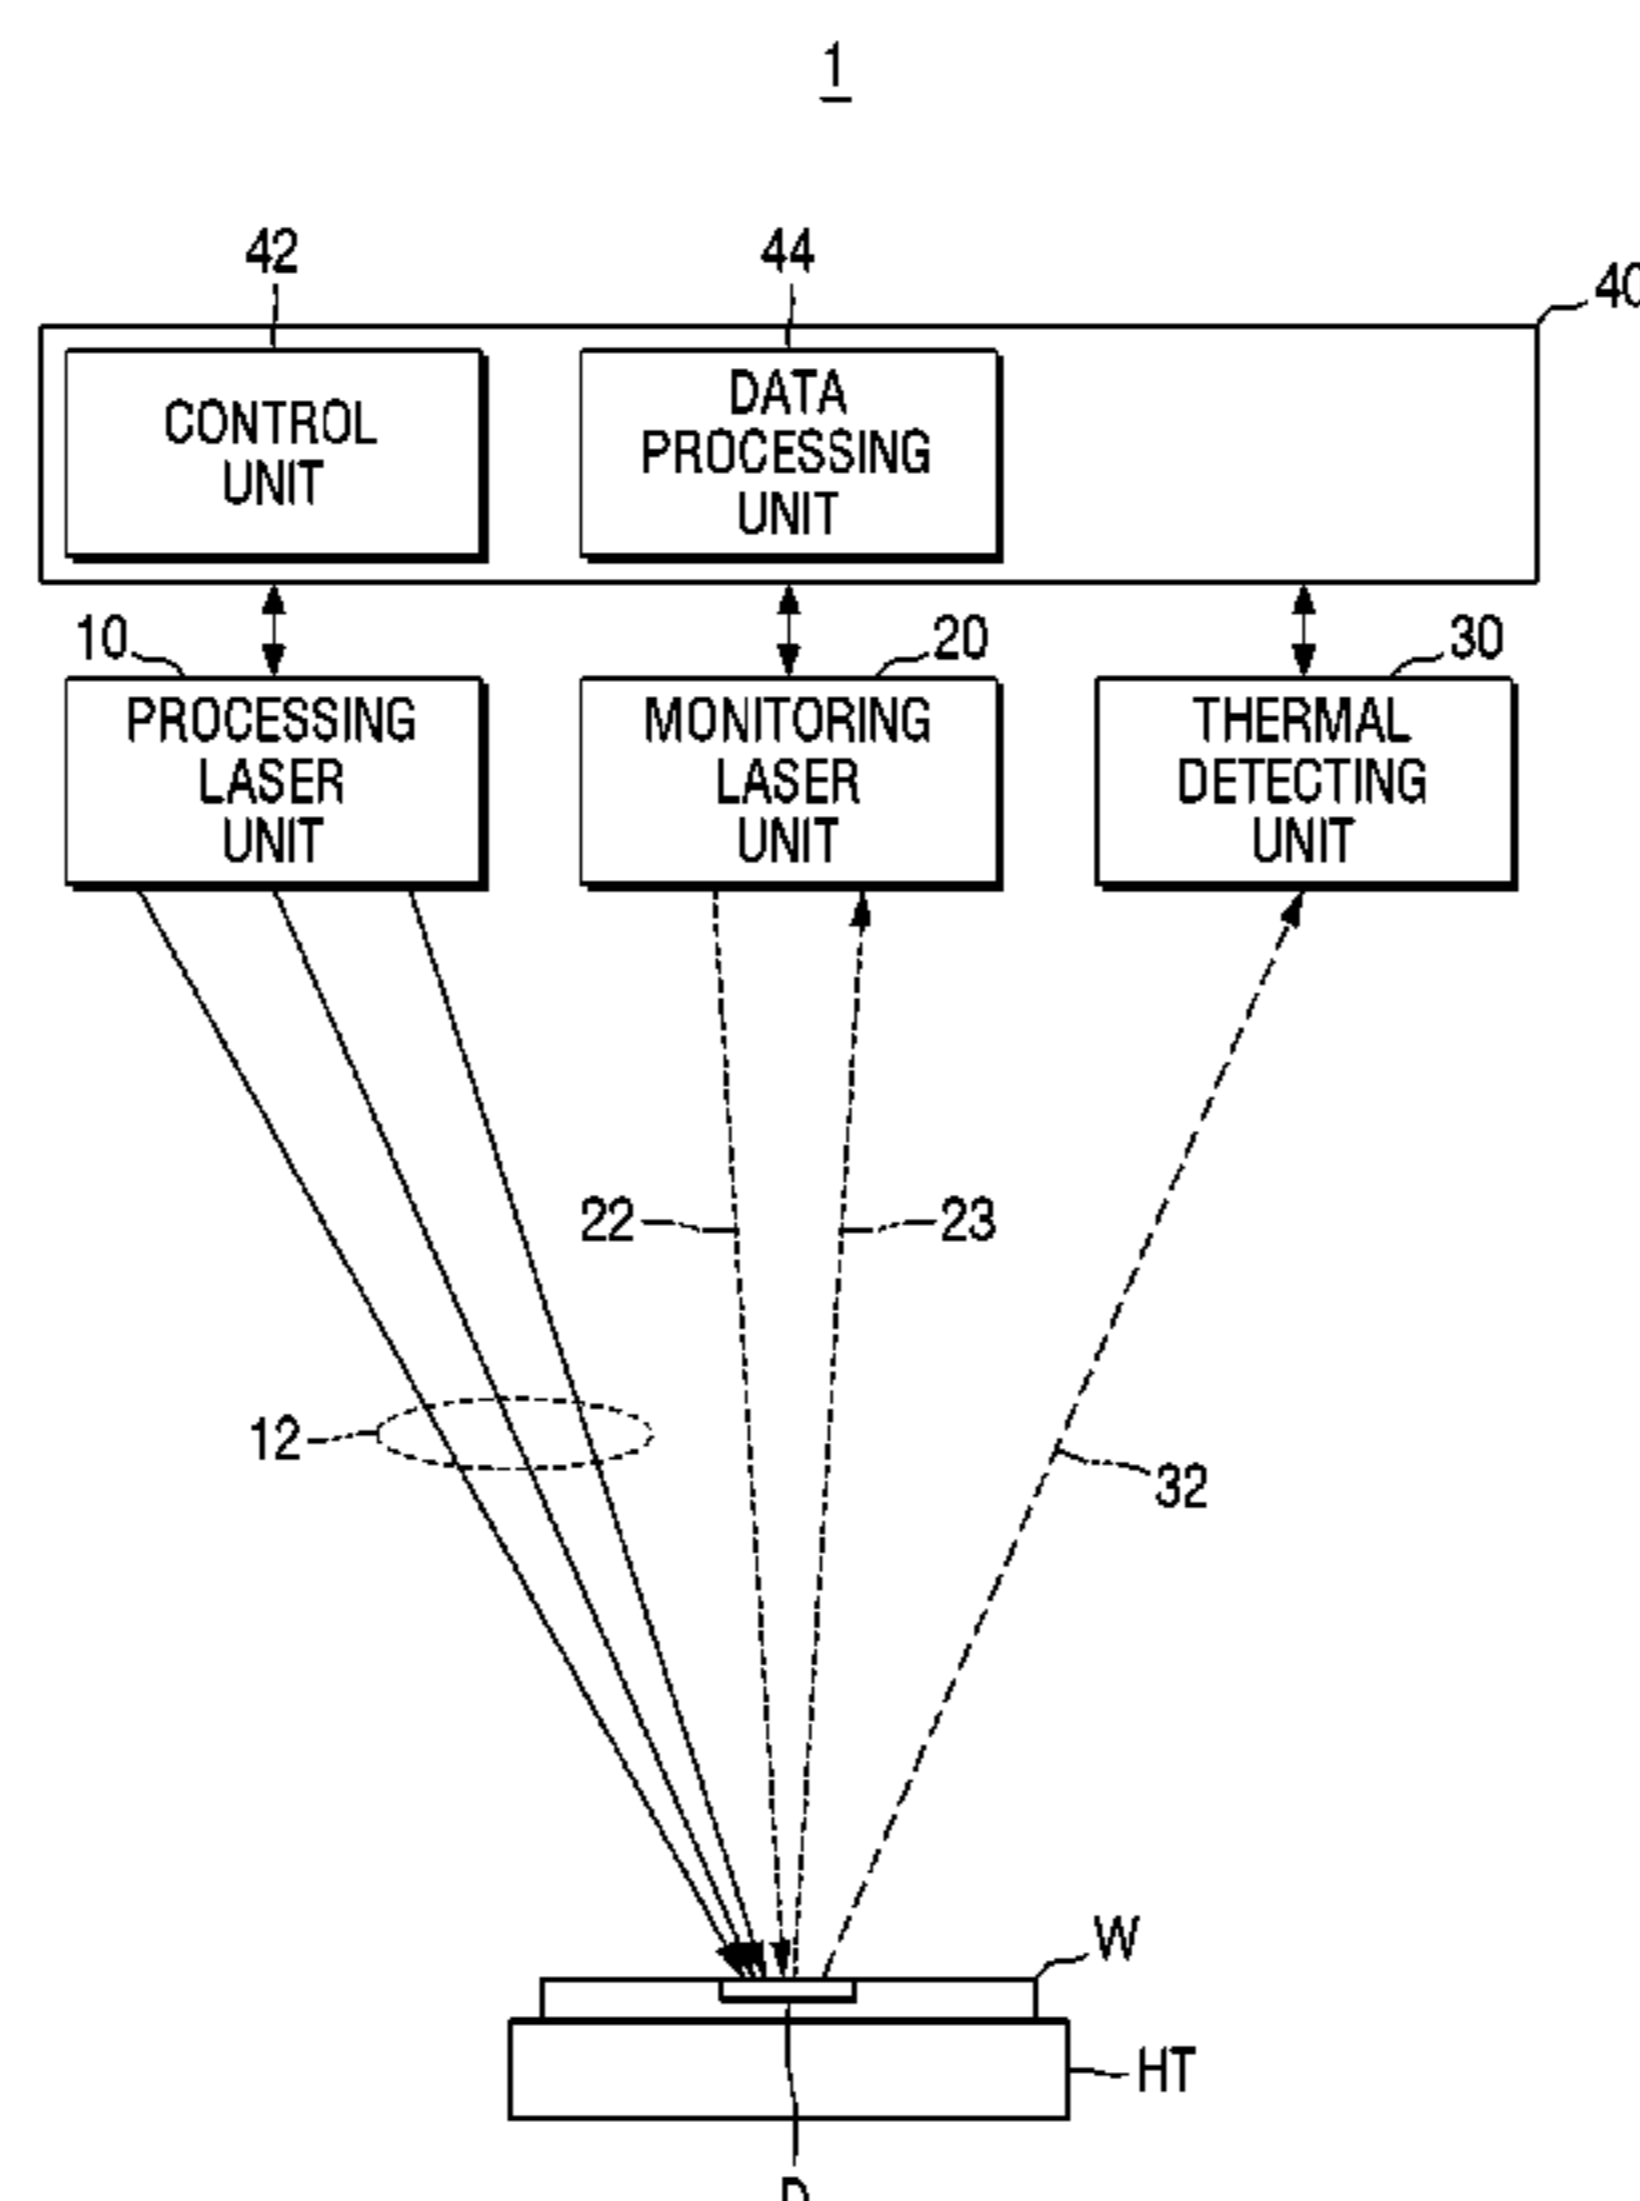 1
42
44
40
CONTROL
UNIT
DATA
PROCESSING
UNIT
10
20
30
PROCESSING
LASER
UNIT
MONITORING
LASER
UNIT
THERMAL
DETECTING
UNIT
22
23
12
32
W
HT